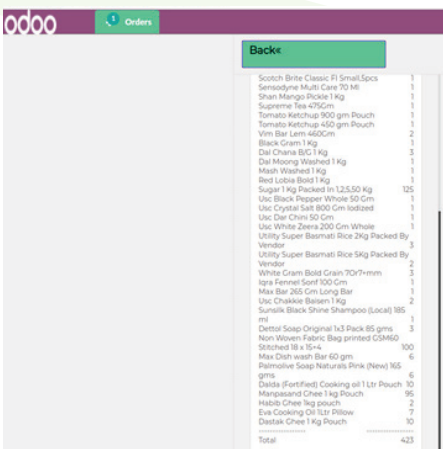 odoo
1 Orders
Back«
Scotch Brite Classic Fl Small,5pcs 1
Sensodyne Multi Care 70 Ml 1
Shan Mango Pickle 1 Kg 1
Supreme Tea 475Gm 1
Tomato Ketchup 900 gm Pouch 1
Tomato Ketchup 450 gm Pouch 1
Vim Bar Lem 460Gm 2
Black Gram 1 Kg 1
Dal Chana B/G 1 Kg 3
Dal Moong Washed 1 Kg 1
Mash Washed 1 Kg 1
Red Lobia Bold 1 Kg 1
Sugar 1 Kg Packed In 1,2,5,50 Kg 125
Usc Black Pepper Whole 50 Gm 1
Usc Crystal Salt 800 Gm Iodized 1
Usc Dar Chini 50 Gm 1
Usc White Zeera 200 Gm Whole 1
Utility Super Basmati Rice 2Kg Packed By
Vendor 3
Utility Super Basmati Rice 5Kg Packed By
Vendor 2
White Gram Bold Grain 7Or7+mm 3
Iqra Fennel Sonf 100 Gm 1
Max Bar 265 Gm Long Bar 1
Usc Chakkie Baisen 1 Kg 2
Sunsilk Black Shine Shampoo (Local) 185
ml 1
Dettol Soap Original 1x3 Pack 85 gms 3
Non Woven Fabric Bag printed GSM60
Stitched 18 x 15+4 100
Max Dish wash Bar 60 gm 6
Palmolive Soap Naturals Pink (New) 165
gms 6
Dalda (Fortified) Cooking oil 1 Ltr Pouch 10
Manpasand Ghee 1 kg Pouch 95
Habib Ghee 1kg pouch 2
Eva Cooking Oil 1Ltr Pillow 7
Dastak Ghee 1 Kg Pouch 10
Total 423